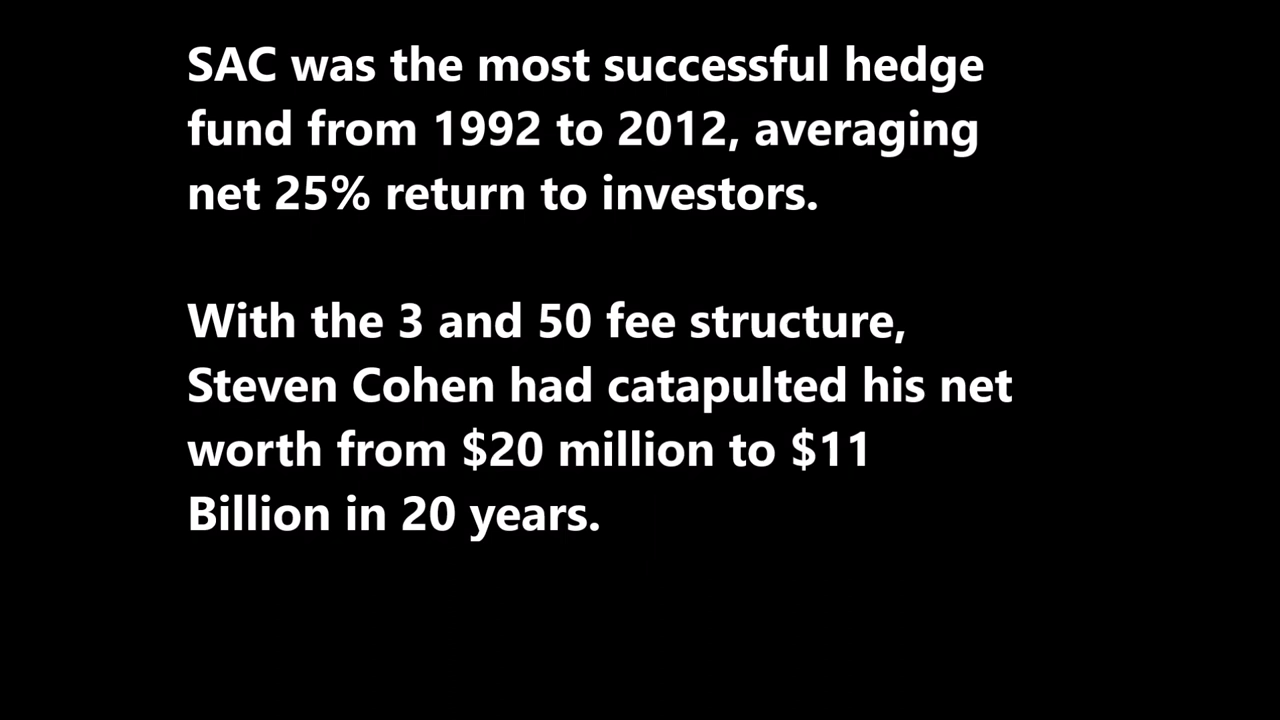 SAC was the most successful hedge
fund from 1992 to 2012, averaging
net 25% return to investors.
With the 3 and 50 fee structure,
Steven Cohen had catapulted his net
worth from $20 million to $11
Billion in 20 years.